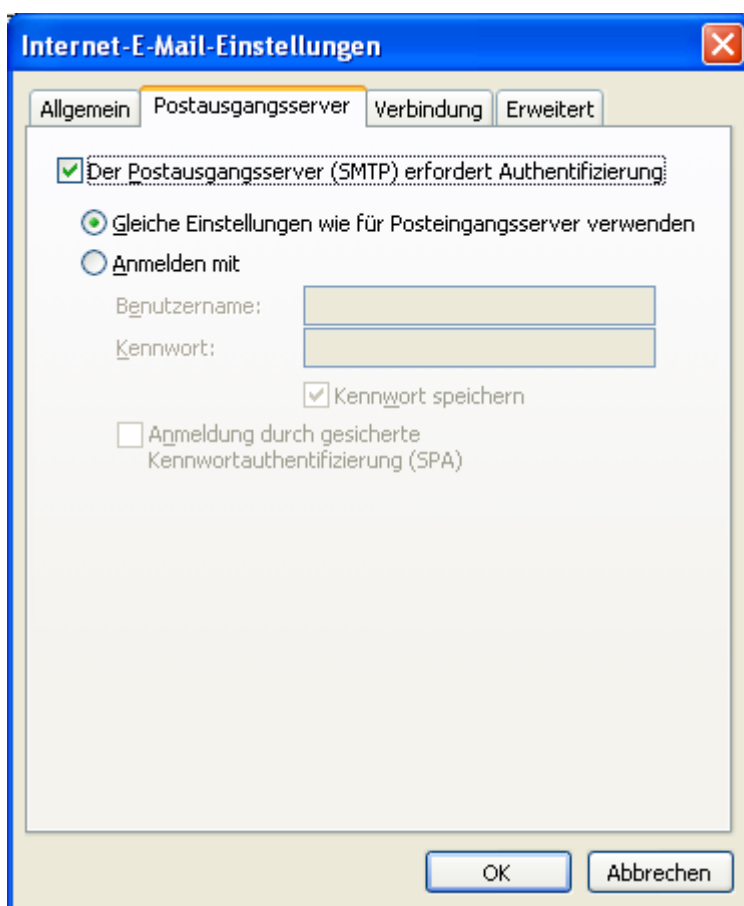 Internet-E-Mail-Einstellungen
Allgemein Postausgangsserver Verbindung Erweitert
Der Postausgangsserver (SMTP) erfordert Authentifizierung
Gleiche Einstellungen wie für Posteingangsserver verwenden
Anmelden mit
Benutzername:
Kennwort:
Kennwort speichern
Anmeldung durch gesicherte
Kennwortauthentifizierung (SPA)
OK Abbrechen